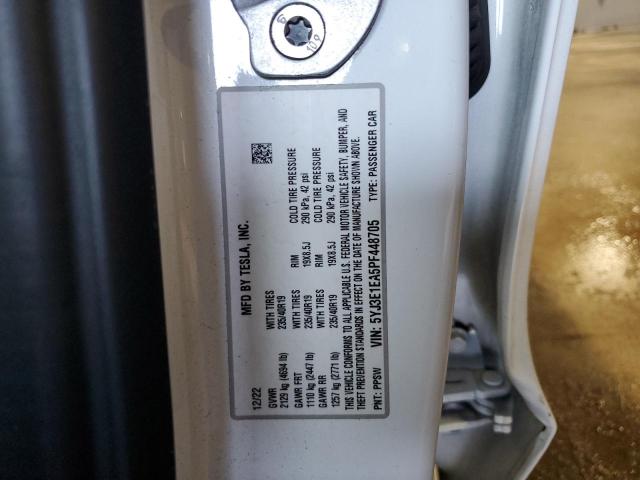 12/22 MFD BY TESLA, INC.
GVWR WITH TIRES RIM COLD TIRE PRESSURE
2129 kg (4694 lb) 235/40R19 19X8.5J 290 kPa, 42 psi
GAWR FRT WITH TIRES RIM COLD TIRE PRESSURE
1110 kg (2447 lb) 235/40R19 19X8.5J 290 kPa, 42 psi
GAWR RR
1257 kg (2771 lb) 235/40R19
THIS VEHICLE CONFORMS TO ALL APPLICABLE U.S. FEDERAL MOTOR VEHICLE SAFETY, BUMPER, AND
THEFT PREVENTION STANDARDS IN EFFECT ON THE DATE OF MANUFACTURE SHOWN ABOVE.
VIN: 5YJ3E1EA5PF448705
PNT: PPSW TYPE: PASSENGER CAR
10.9